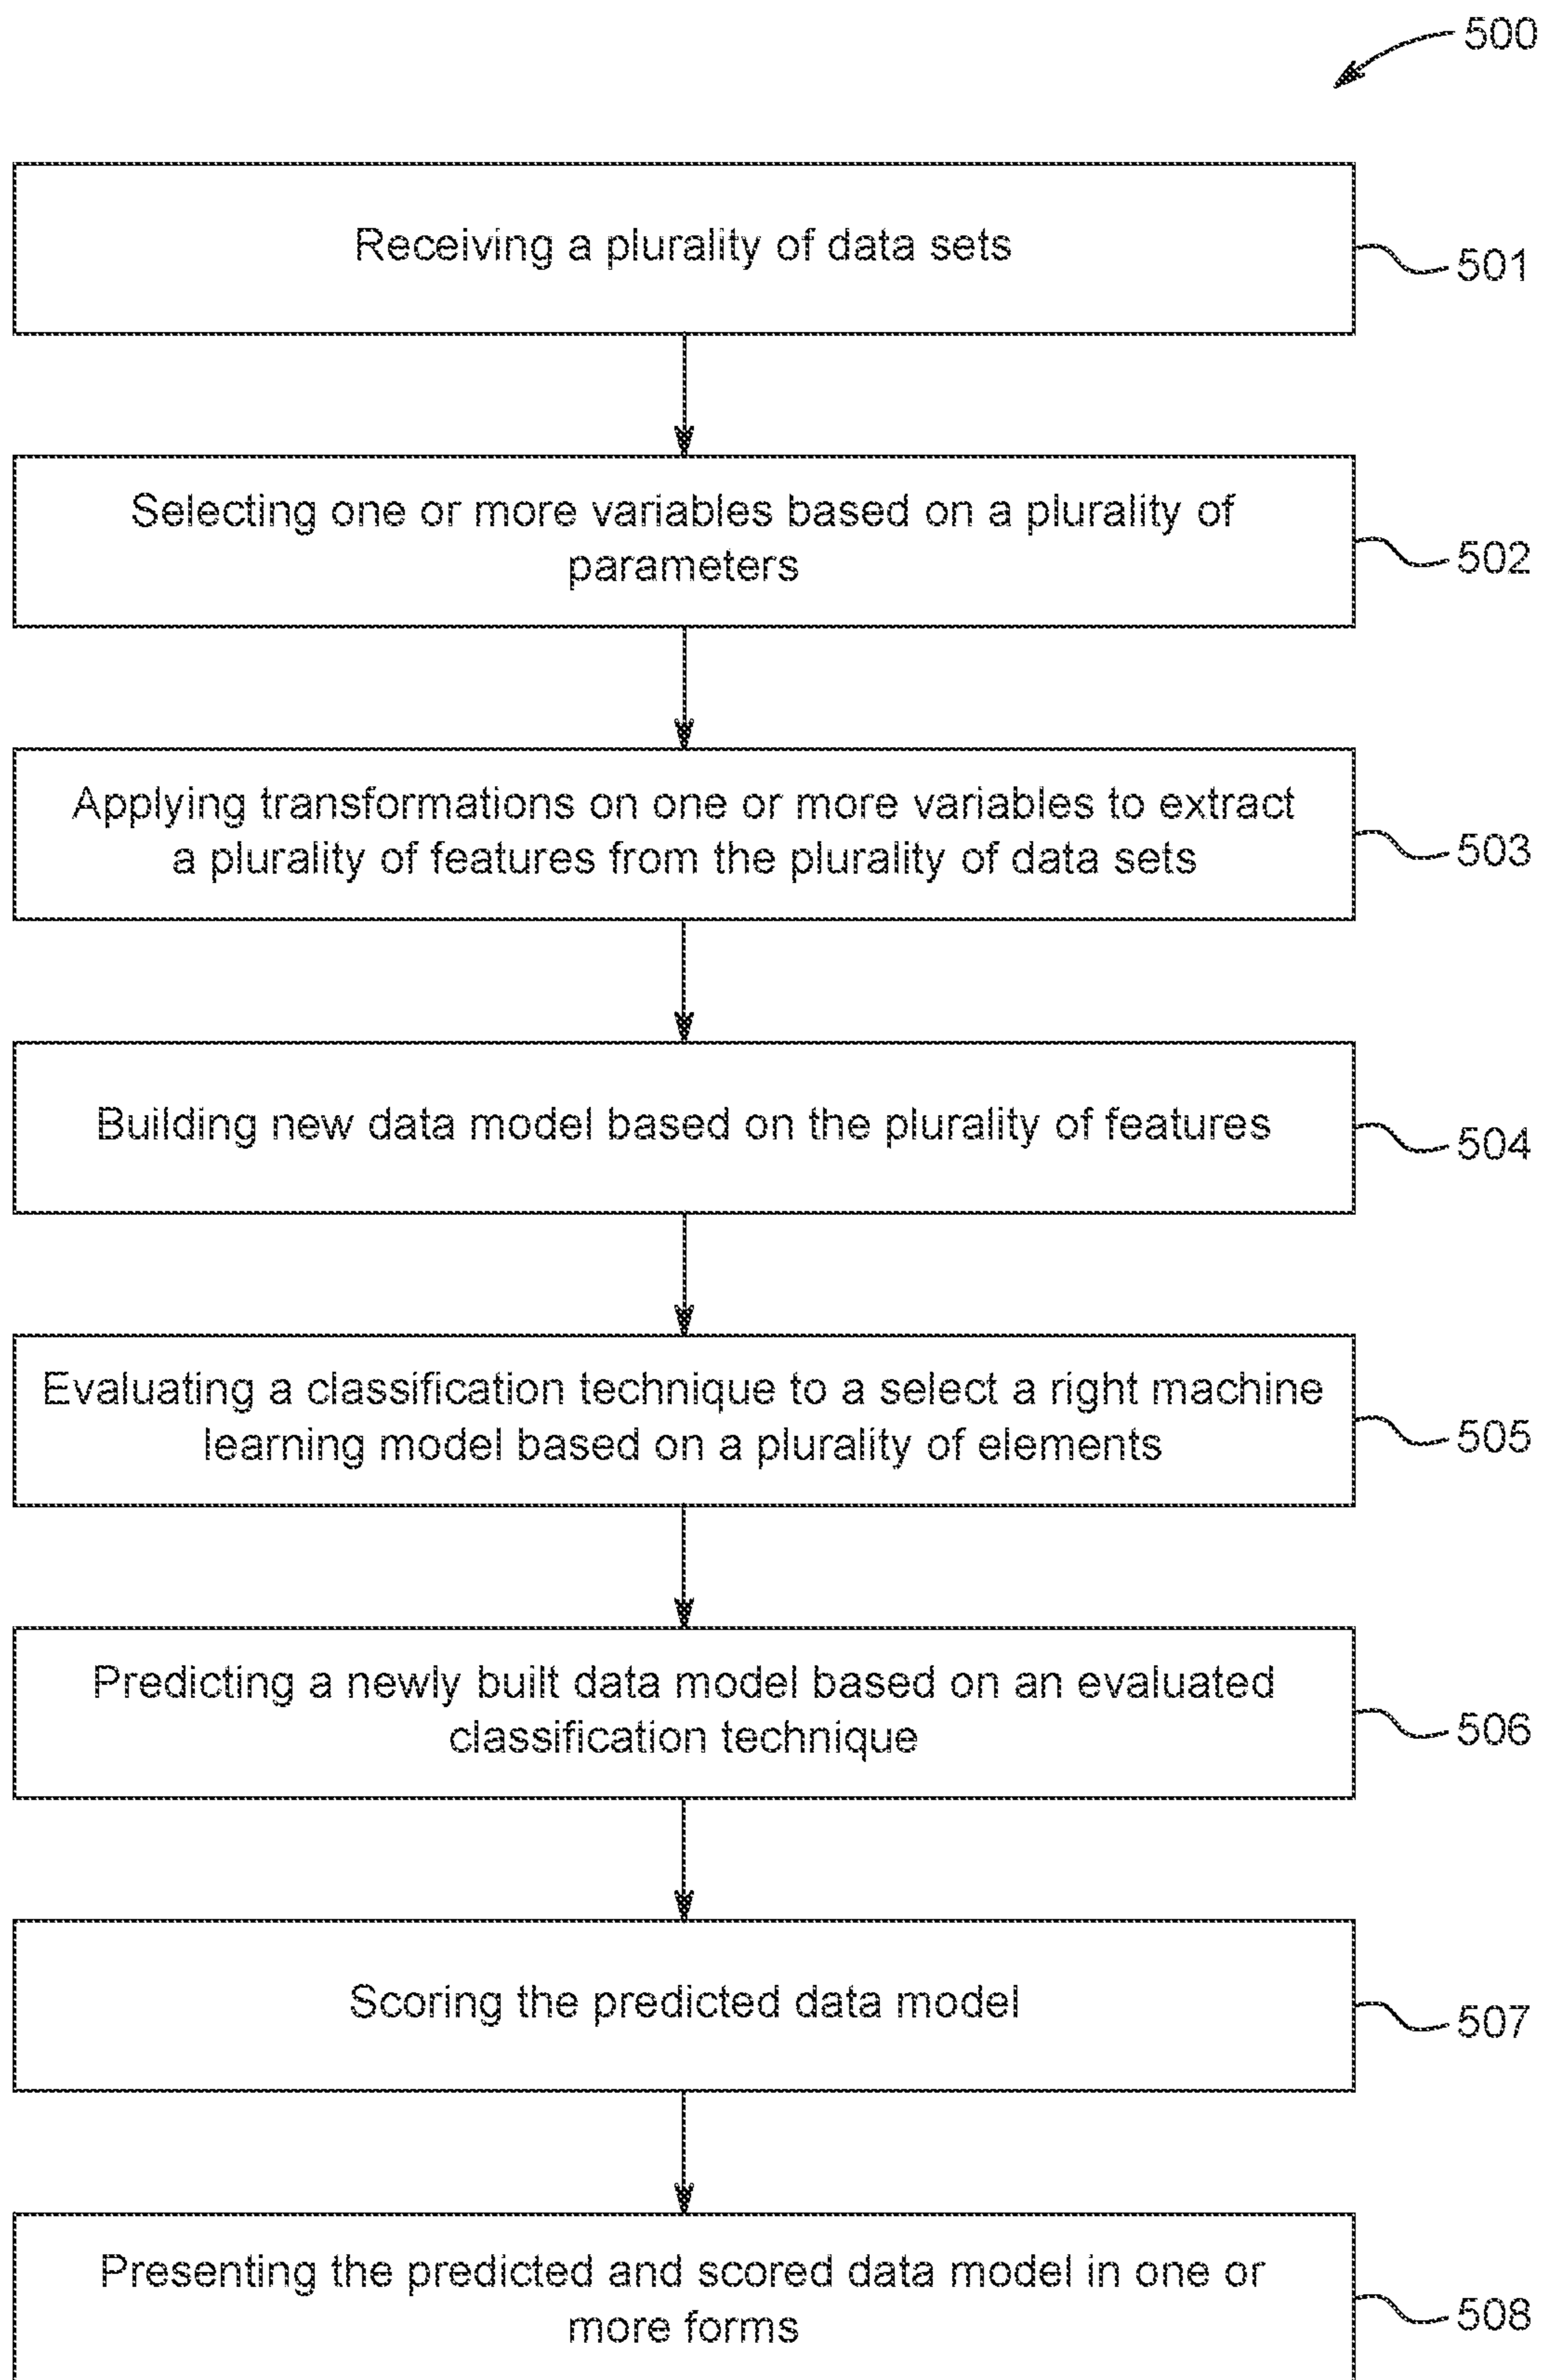 500
Receiving a plurality of data sets
501
Selecting one or more variables based on a plurality of
parameters
502
Applying transformations on one or more variables to extract
a plurality of features from the plurality of data sets
503
Building new data model based on the plurality of features
504
Evaluating a classification technique to a select a right machine
learning model based on a plurality of elements
505
Predicting a newly built data model based on an evaluated
classification technique
506
Scoring the predicted data model
507
Presenting the predicted and scored data model in one or
more forms
508